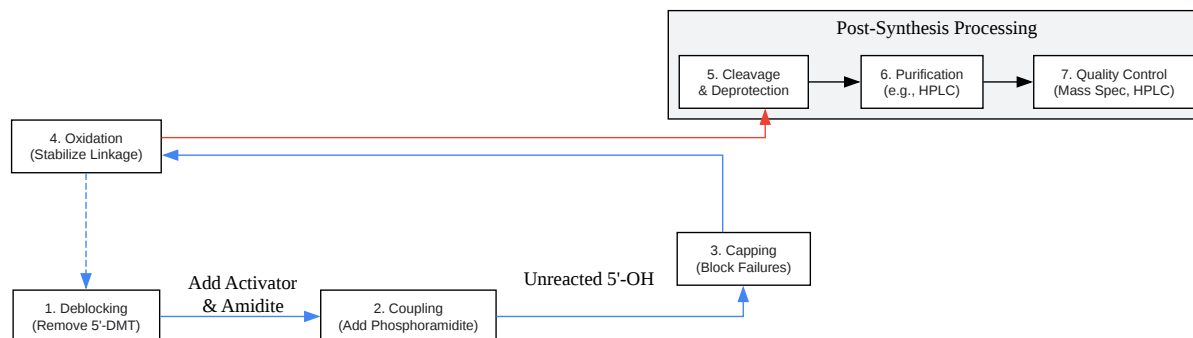 Post-Synthesis Processing
5. Cleavage
& Deprotection
6. Purification
(e.g., HPLC)
7. Quality Control
(Mass Spec, HPLC)
4. Oxidation
(Stabilize Linkage)
3. Capping
(Block Failures)
Unreacted 5'-OH
Add Activator
& Amidite
1. Deblocking
(Remove 5'-DMT)
2. Coupling
(Add Phosphoramidite)